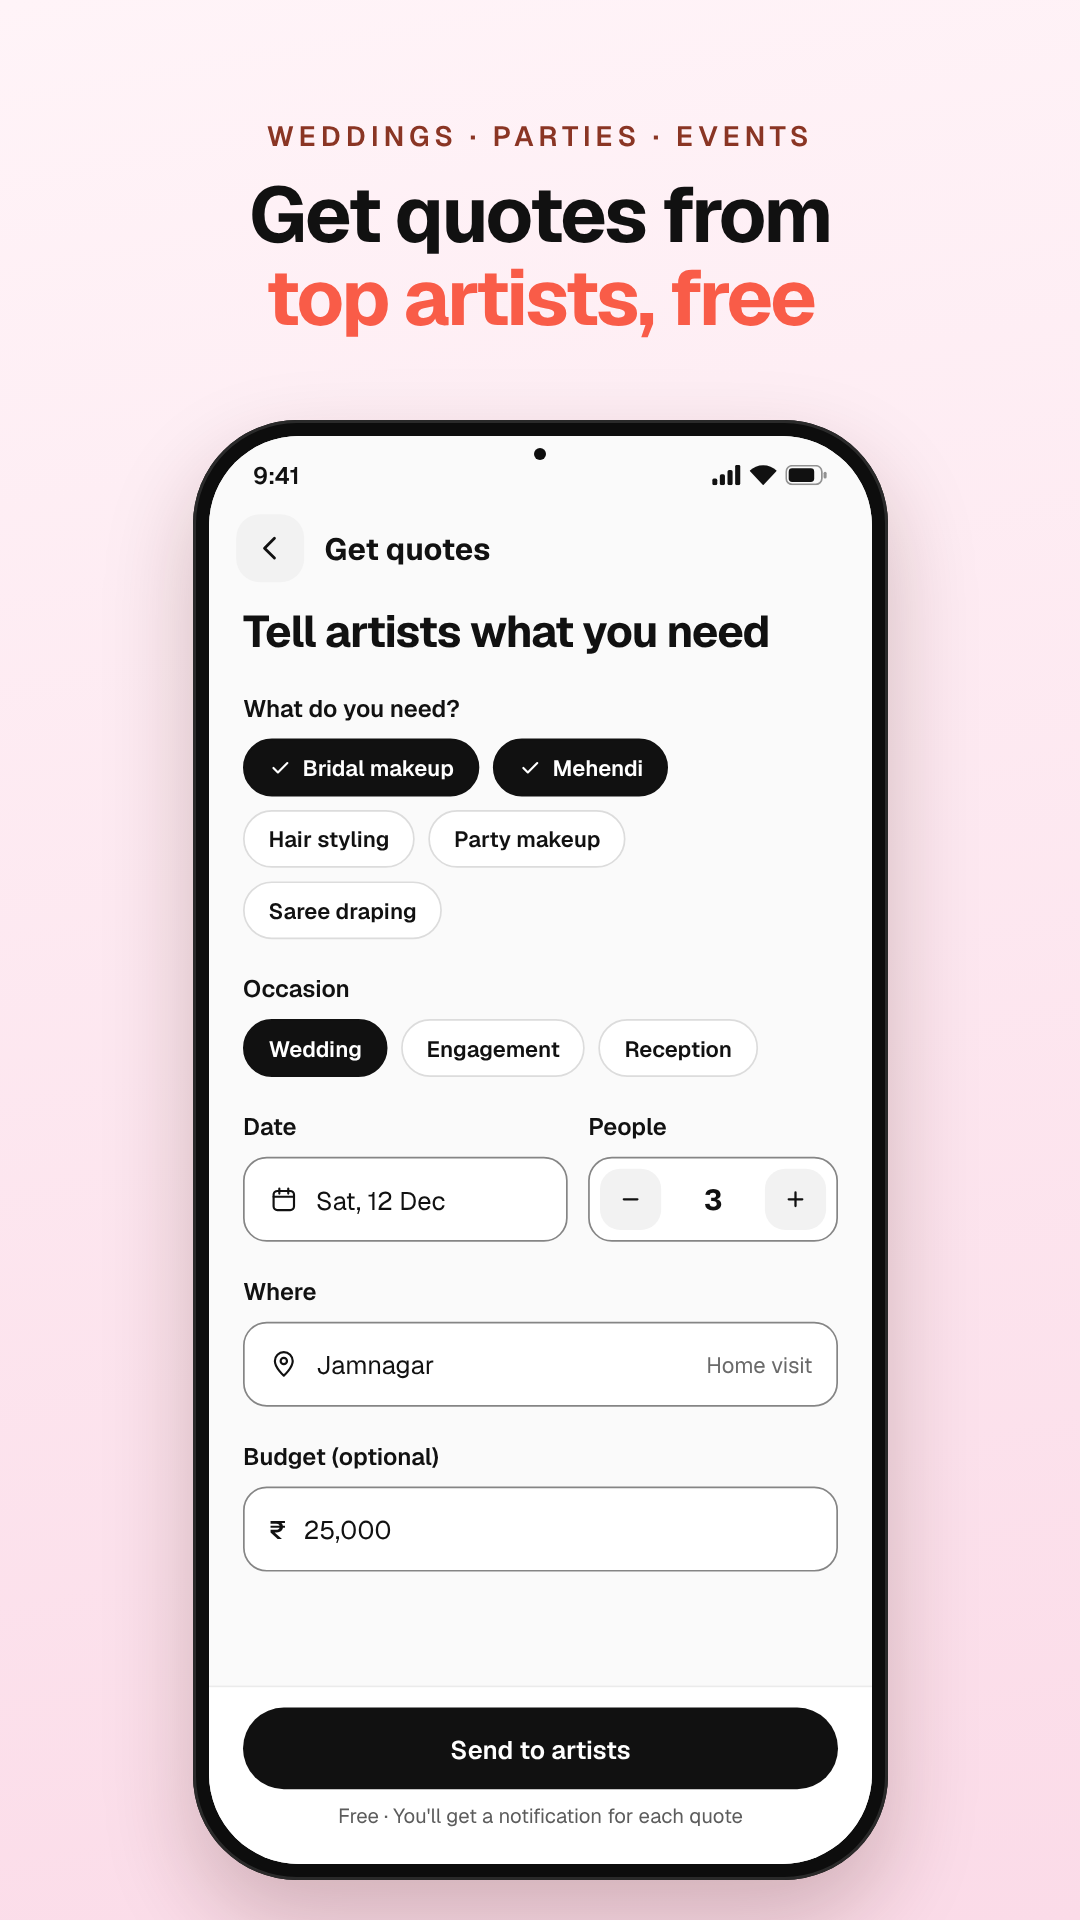 WEDDINGS · PARTIES · EVENTS
Get quotes from
top artists, free
9:41
Get quotes
Tell artists what you need
What do you need?
Bridal makeup
Mehendi
Hair styling
Party makeup
Saree draping
Occasion
Wedding
Engagement
Reception
Date
People
Sat, 12 Dec
− 3 +
Where
Jamnagar
Home visit
Budget (optional)
₹ 25,000
Send to artists
Free · You'll get a notification for each quote